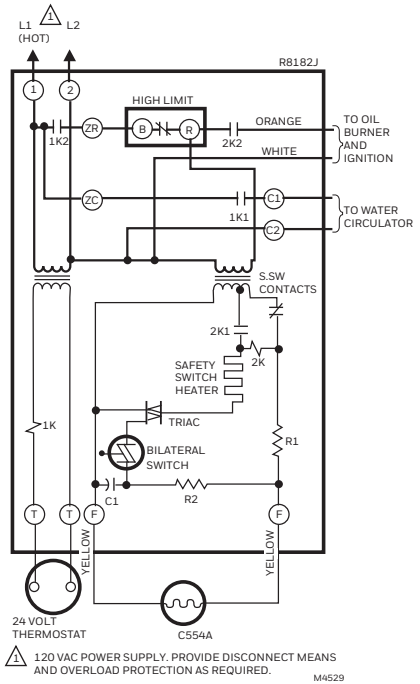 1
L1 L2
(HOT)
R8182J
1 2
HIGH LIMIT
ZR B R
1K2
2K2
ORANGE
WHITE
TO OIL
BURNER
AND
IGNITION
ZC
1K1
C1
C2
TO WATER
CIRCULATOR
S.SW
CONTACTS
2K1
2K
SAFETY
SWITCH
HEATER
TRIAC
1K
R1
BILATERAL
SWITCH
C1
R2
T T F F
YELLOW
YELLOW
24 VOLT
THERMOSTAT
C554A
1 120 VAC POWER SUPPLY. PROVIDE DISCONNECT MEANS
AND OVERLOAD PROTECTION AS REQUIRED.
M4529